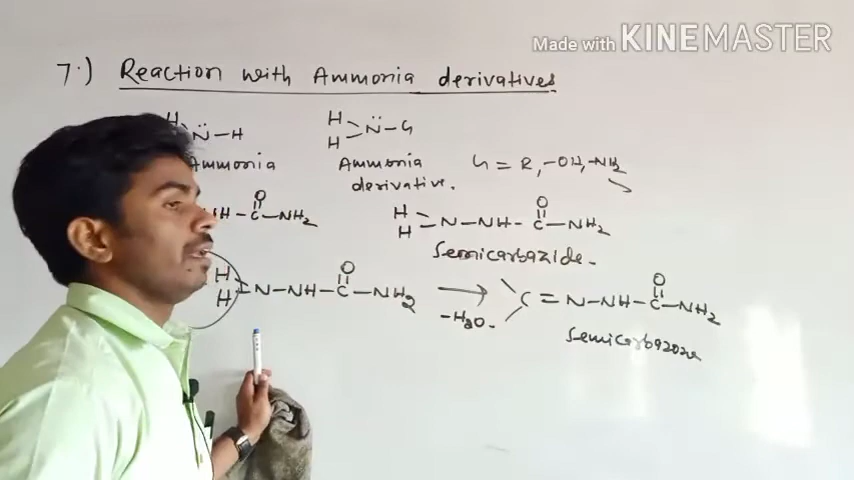 Made with KINEMASTER
7.) Reaction with Ammonia derivatives
H
N̈ – H
Ammonia
H
H
N̈ – G
Ammonia
derivative.
G = R, –OH, –NH2
H – C – NH2
O
H
H
N – NH – C – NH2
O
Semicarbazide.
H
H
N – NH – C – NH2
O
–H2O.
C = N – NH – C – NH2
O
Semicarbazone